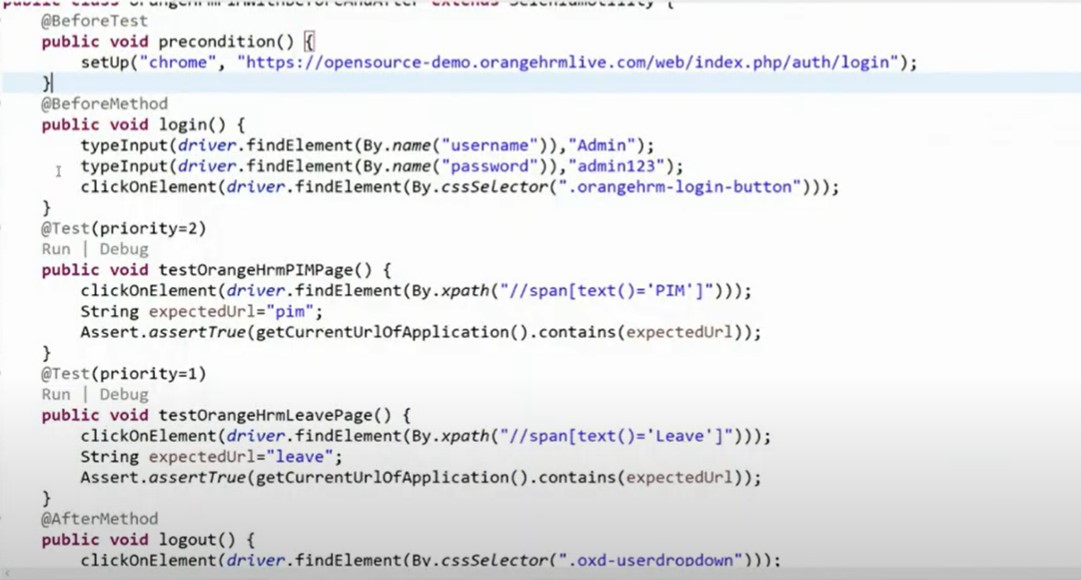 public class OrangeHrmPimWithBeforeAndAfter extends SeleniumUtility {
@BeforeTest
public void precondition() {
setUp("chrome", "https://opensource-demo.orangehrmlive.com/web/index.php/auth/login");
}
@BeforeMethod
public void login() {
typeInput(driver.findElement(By.name("username")),"Admin");
typeInput(driver.findElement(By.name("password")),"admin123");
clickOnElement(driver.findElement(By.cssSelector(".orangehrm-login-button")));
}
@Test(priority=2)
Run | Debug
public void testOrangeHrmPIMPage() {
clickOnElement(driver.findElement(By.xpath("//span[text()='PIM']")));
String expectedUrl="pim";
Assert.assertTrue(getCurrentUrlOfApplication().contains(expectedUrl));
}
@Test(priority=1)
Run | Debug
public void testOrangeHrmLeavePage() {
clickOnElement(driver.findElement(By.xpath("//span[text()='Leave']")));
String expectedUrl="leave";
Assert.assertTrue(getCurrentUrlOfApplication().contains(expectedUrl));
}
@AfterMethod
public void logout() {
clickOnElement(driver.findElement(By.cssSelector(".oxd-userdropdown")));